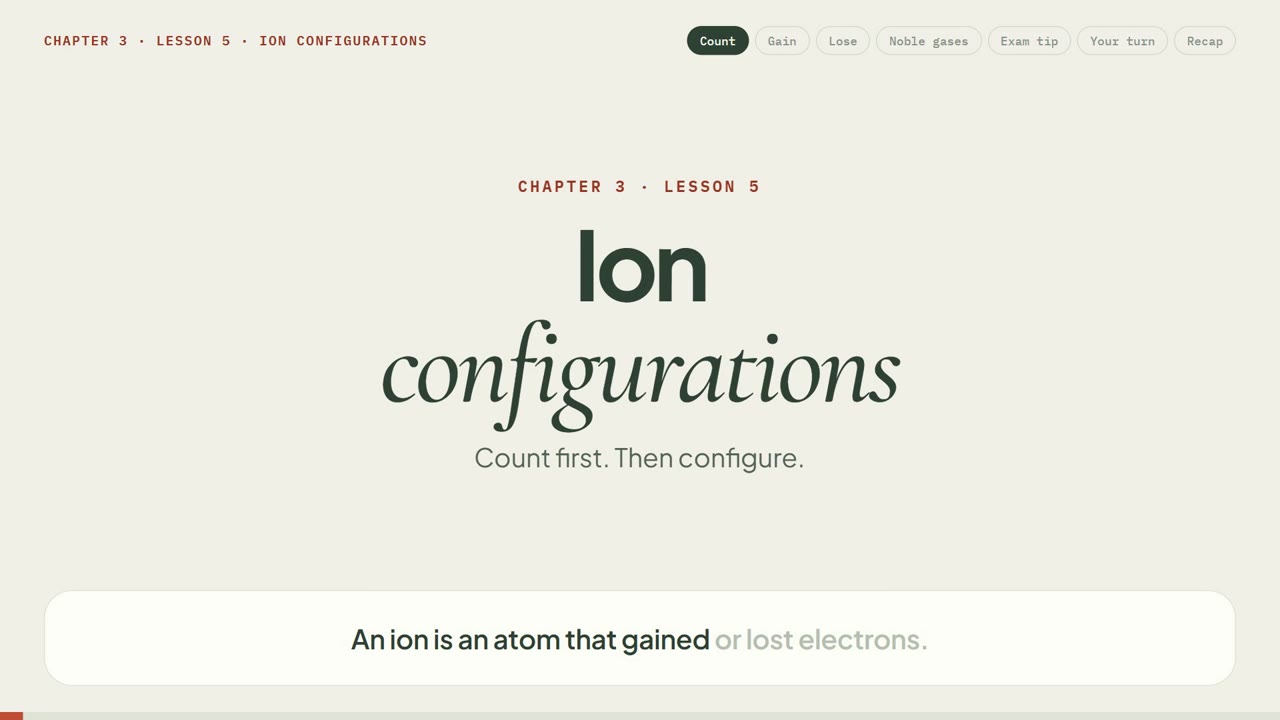 CHAPTER 3 · LESSON 5 · ION CONFIGURATIONS
Count Gain Lose Noble gases Exam tip Your turn Recap
CHAPTER 3 · LESSON 5
Ion
configurations
Count first. Then configure.
An ion is an atom that gained or lost electrons.